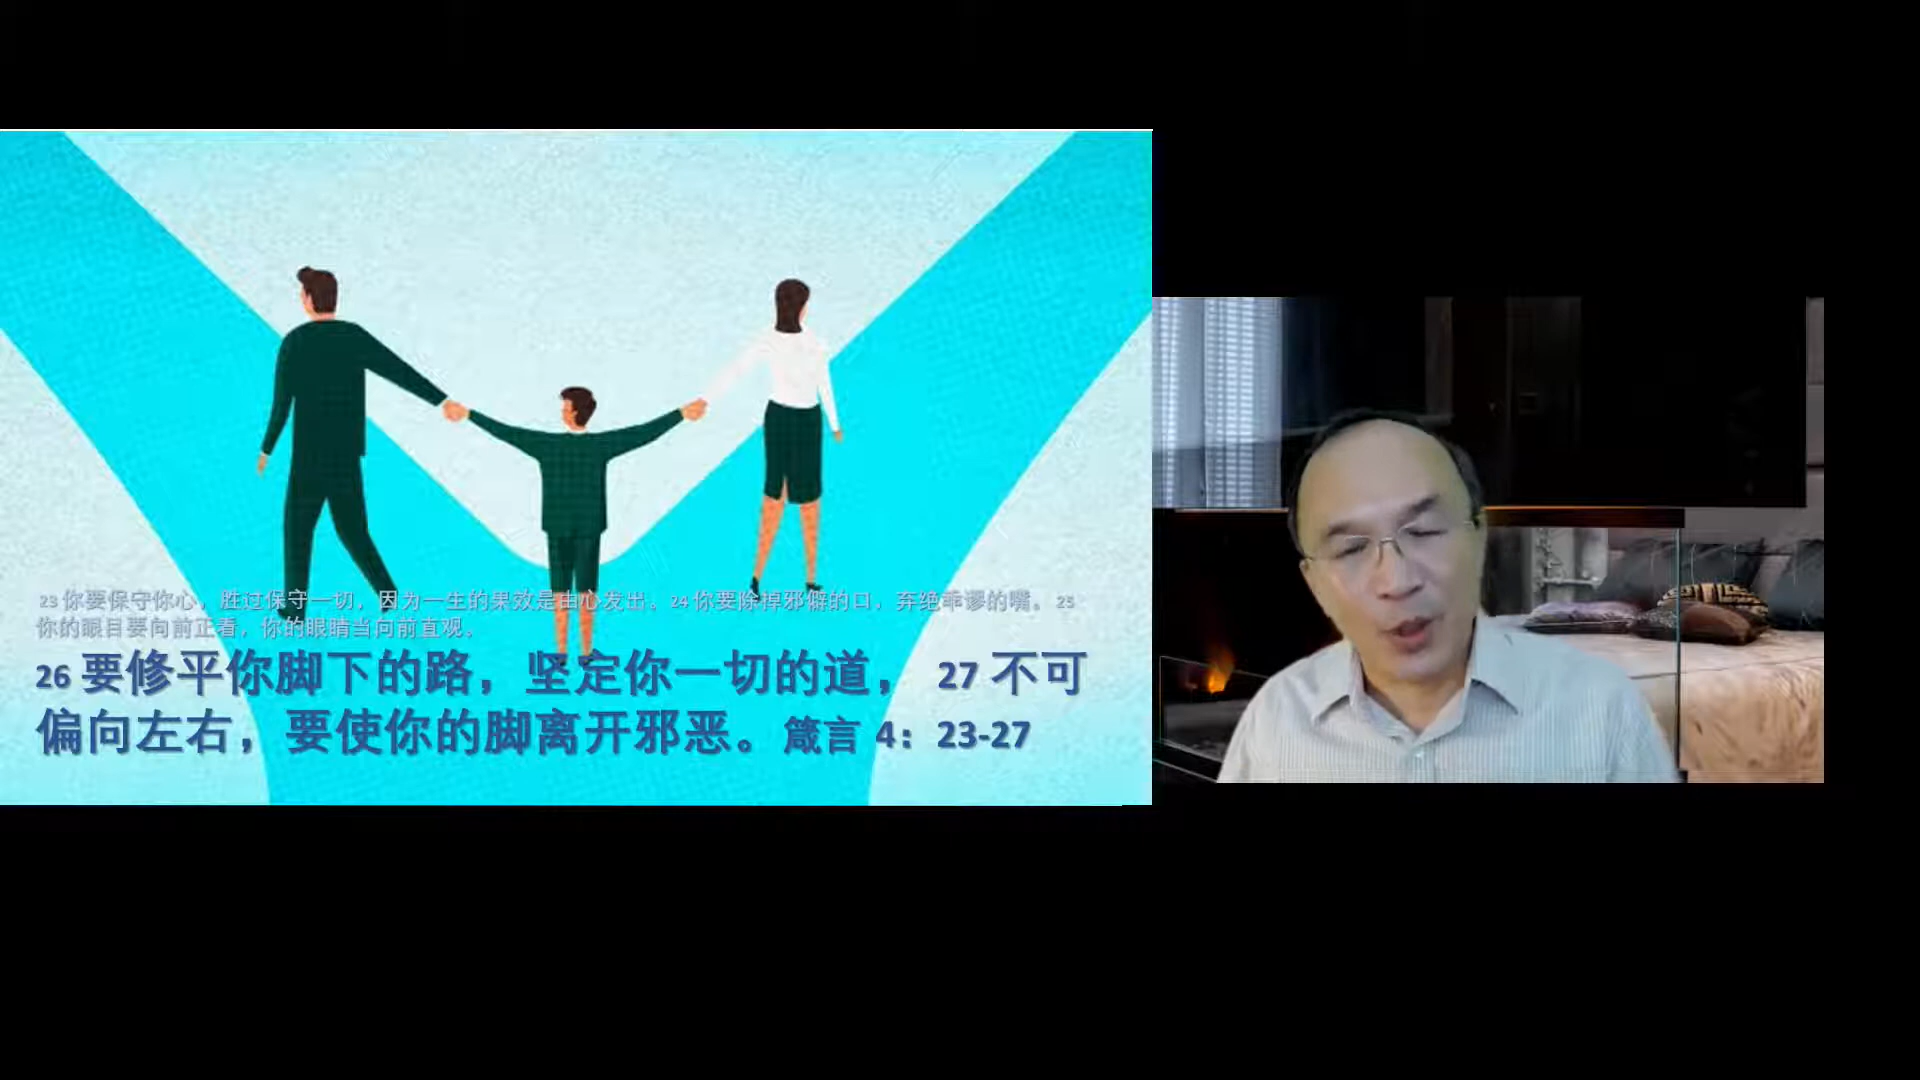 23 你要保守你心，胜过保守一切，因为一生的果效是由心发出。24 你要除掉邪僻的口，弃绝乖谬的嘴。25
你的眼目要向前正看，你的眼睛当向前直观。
26 要修平你脚下的路，坚定你一切的道， 27 不可
偏向左右，要使你的脚离开邪恶。箴言 4：23-27